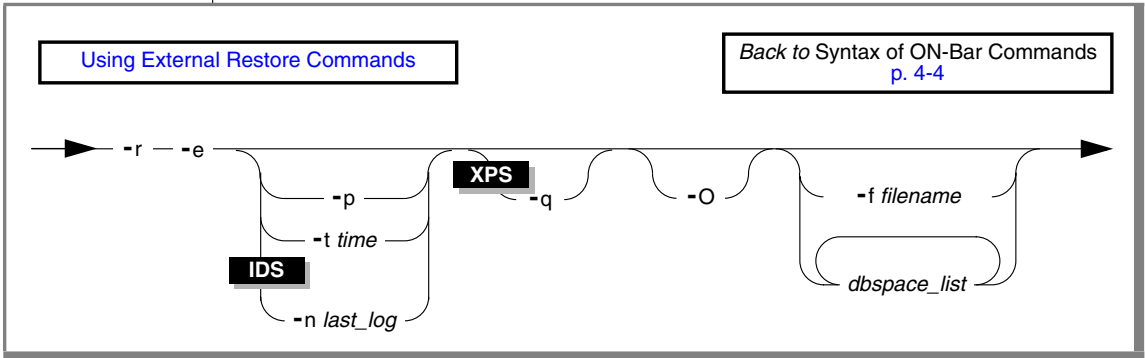 Using External Restore Commands
Back to Syntax of ON-Bar Commands
p. 4-4
-r -e
XPS
-p
-q
-O
-f filename
-t time
IDS
dbspace_list
-n last_log